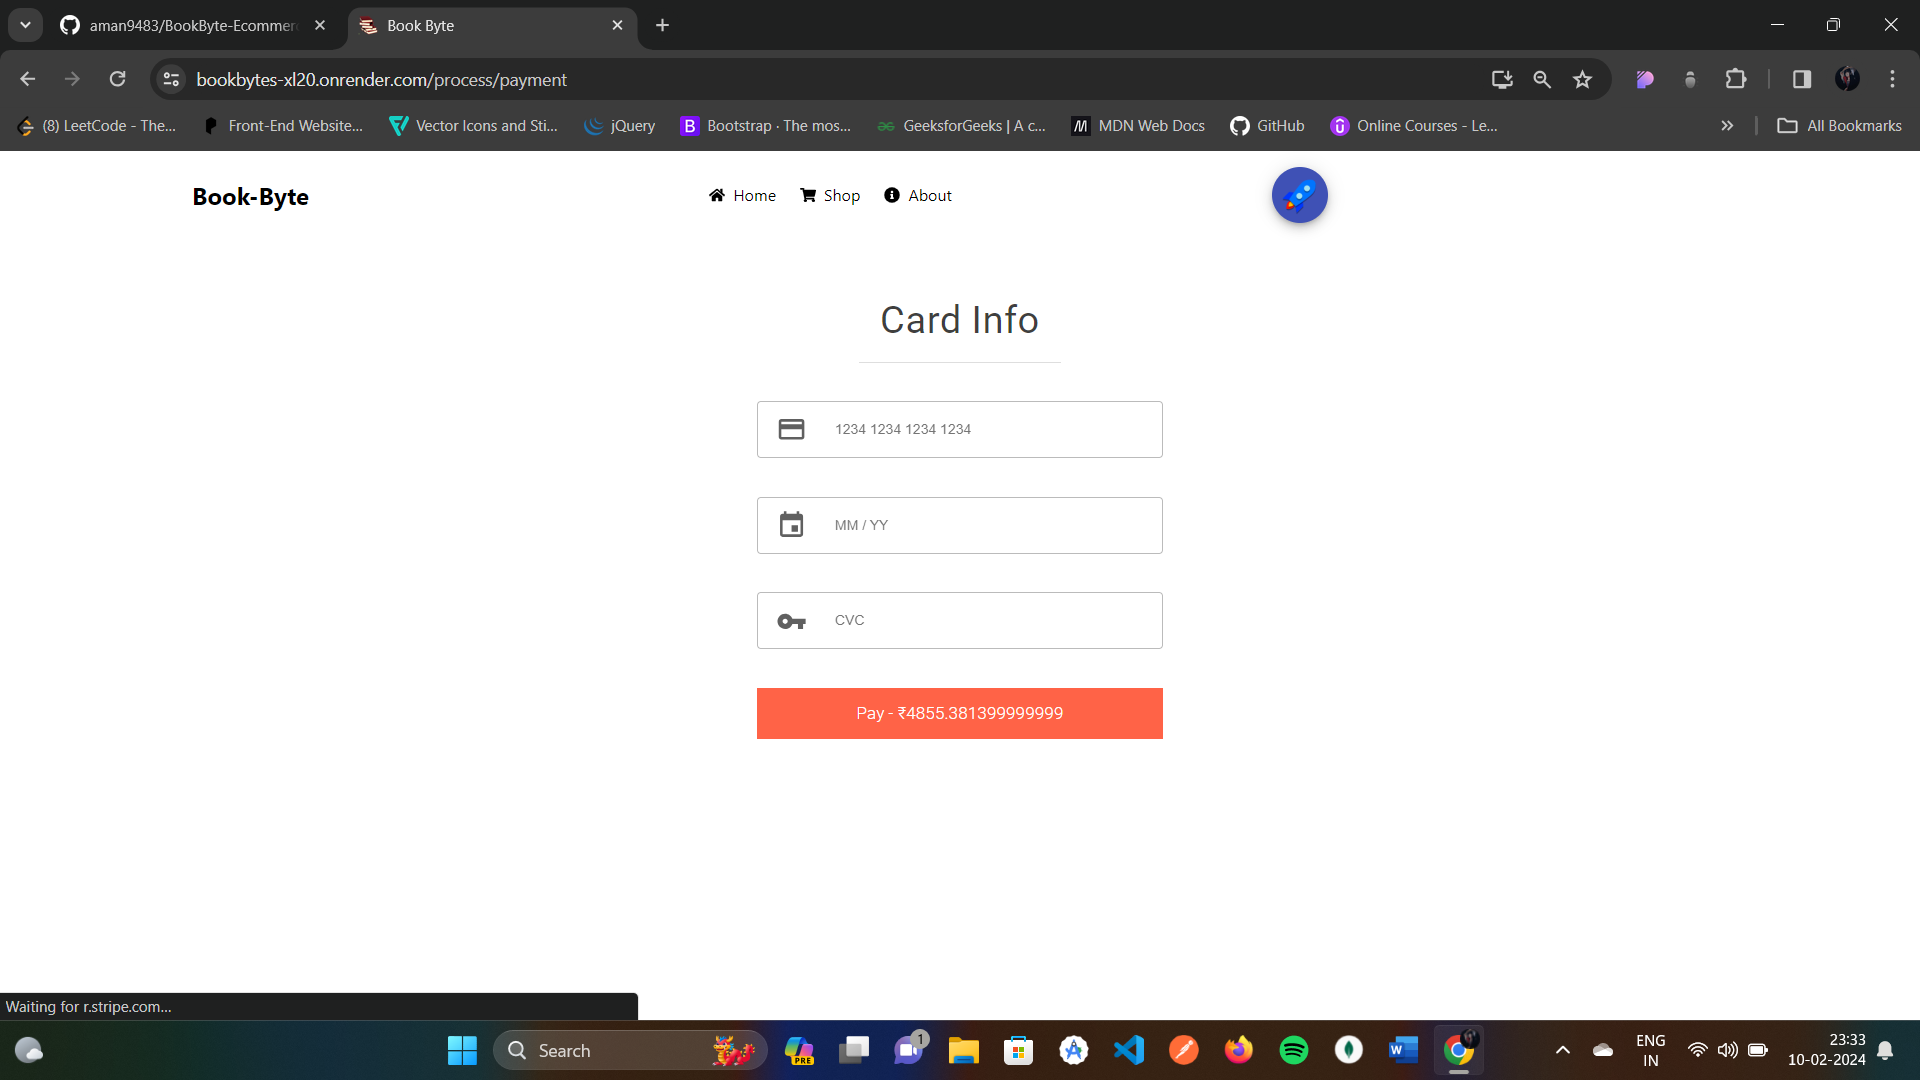 aman9483/BookByte-Ecommer
Book Byte
bookbytes-xl20.onrender.com/process/payment
(8) LeetCode - The...
Front-End Website...
Vector Icons and Sti...
jQuery
Bootstrap · The mos...
GeeksforGeeks | A c...
MDN Web Docs
GitHub
Online Courses - Le...
All Bookmarks
Book-Byte
Home
Shop
About
Card Info
1234 1234 1234 1234
MM / YY
CVC
Pay - ₹4855.381399999999
Waiting for r.stripe.com...
Search
PRE
1
ENG
IN
23:33
10-02-2024